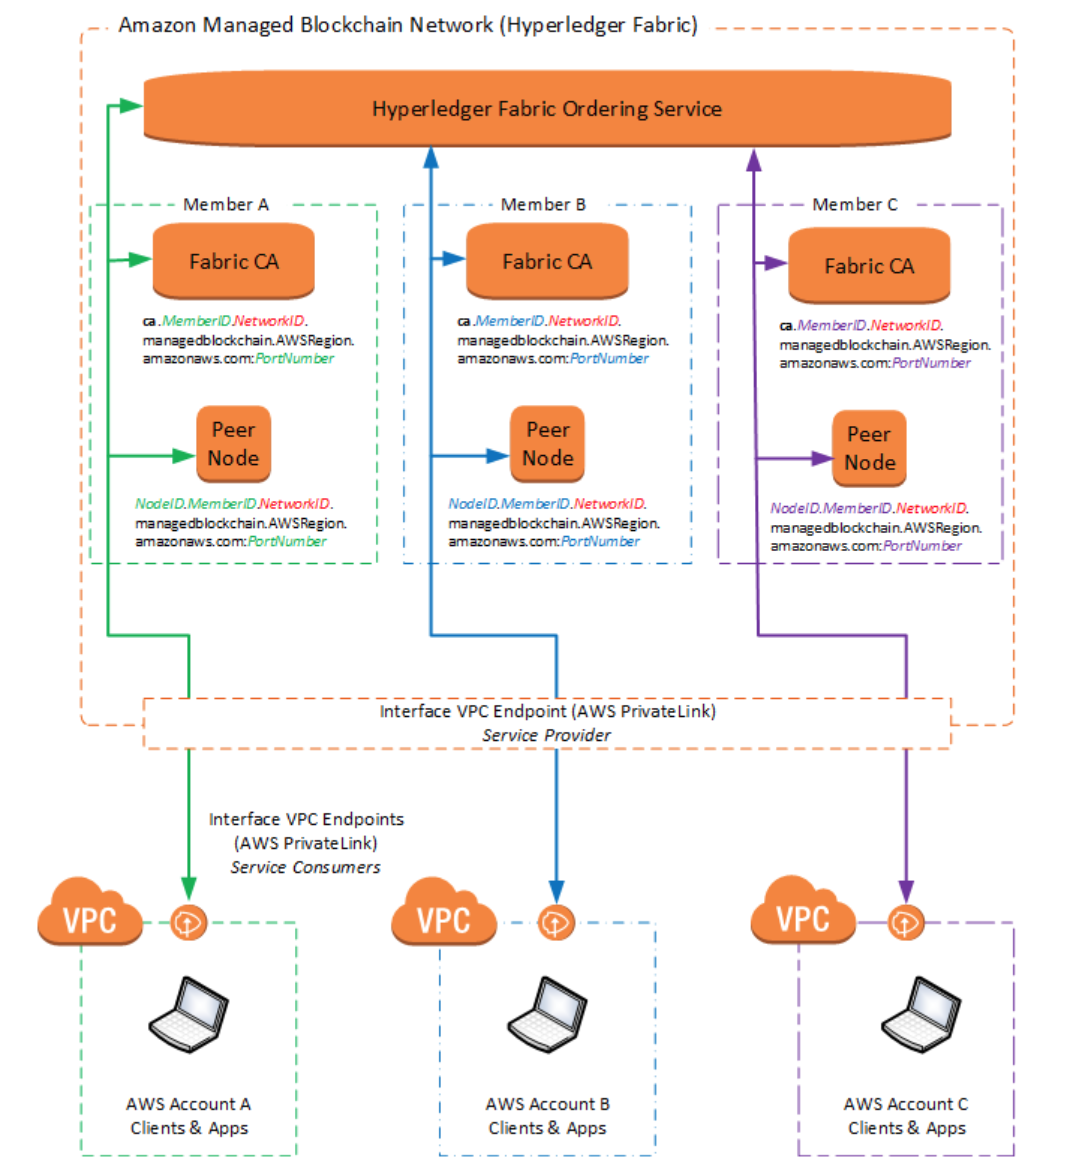 Amazon Managed Blockchain Network (Hyperledger Fabric)
Hyperledger Fabric Ordering Service
Member A
Fabric CA
ca.MemberID.NetworkID.
managedblockchain.AWSRegion.
amazonaws.com:PortNumber
Peer
Node
NodeID.MemberID.NetworkID.
managedblockchain.AWSRegion.
amazonaws.com:PortNumber
Member B
Fabric CA
ca.MemberID.NetworkID.
managedblockchain.AWSRegion.
amazonaws.com:PortNumber
Peer
Node
NodeID.MemberID.NetworkID.
managedblockchain.AWSRegion.
amazonaws.com:PortNumber
Member C
Fabric CA
ca.MemberID.NetworkID.
managedblockchain.AWSRegion.
amazonaws.com:PortNumber
Peer
Node
NodeID.MemberID.NetworkID.
managedblockchain.AWSRegion.
amazonaws.com:PortNumber
Interface VPC Endpoint (AWS PrivateLink)
Service Provider
Interface VPC Endpoints
(AWS PrivateLink)
Service Consumers
VPC
AWS Account A
Clients & Apps
VPC
AWS Account B
Clients & Apps
VPC
AWS Account C
Clients & Apps